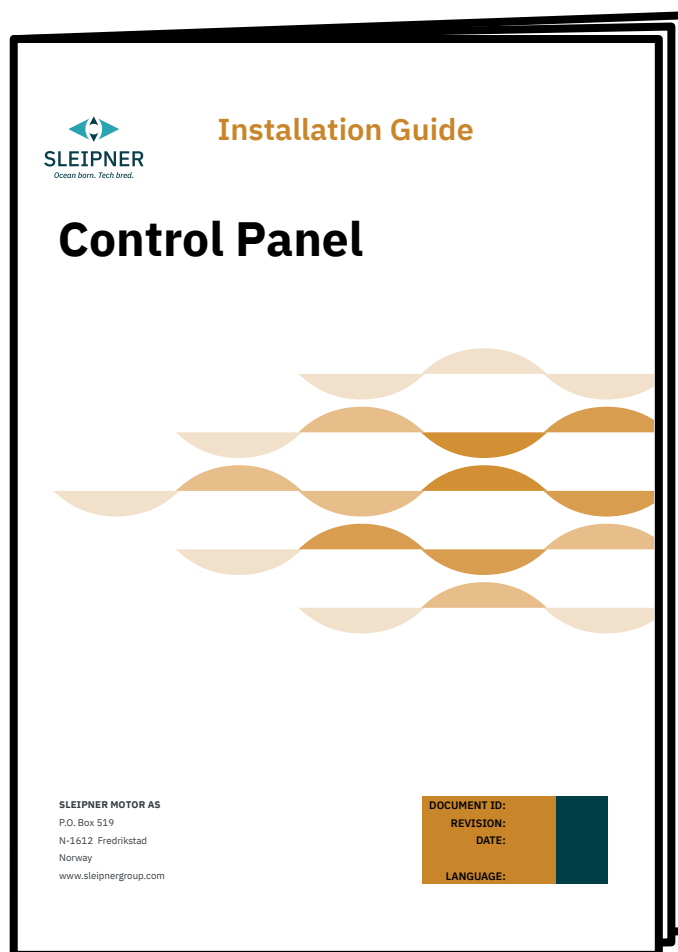 Installation Guide
SLEIPNER
Ocean born. Tech bred.
Control Panel
SLEIPNER MOTOR AS
P.O. Box 519
N-1612 Fredrikstad
Norway
www.sleipnergroup.com
DOCUMENT ID:
REVISION:
DATE:
LANGUAGE: